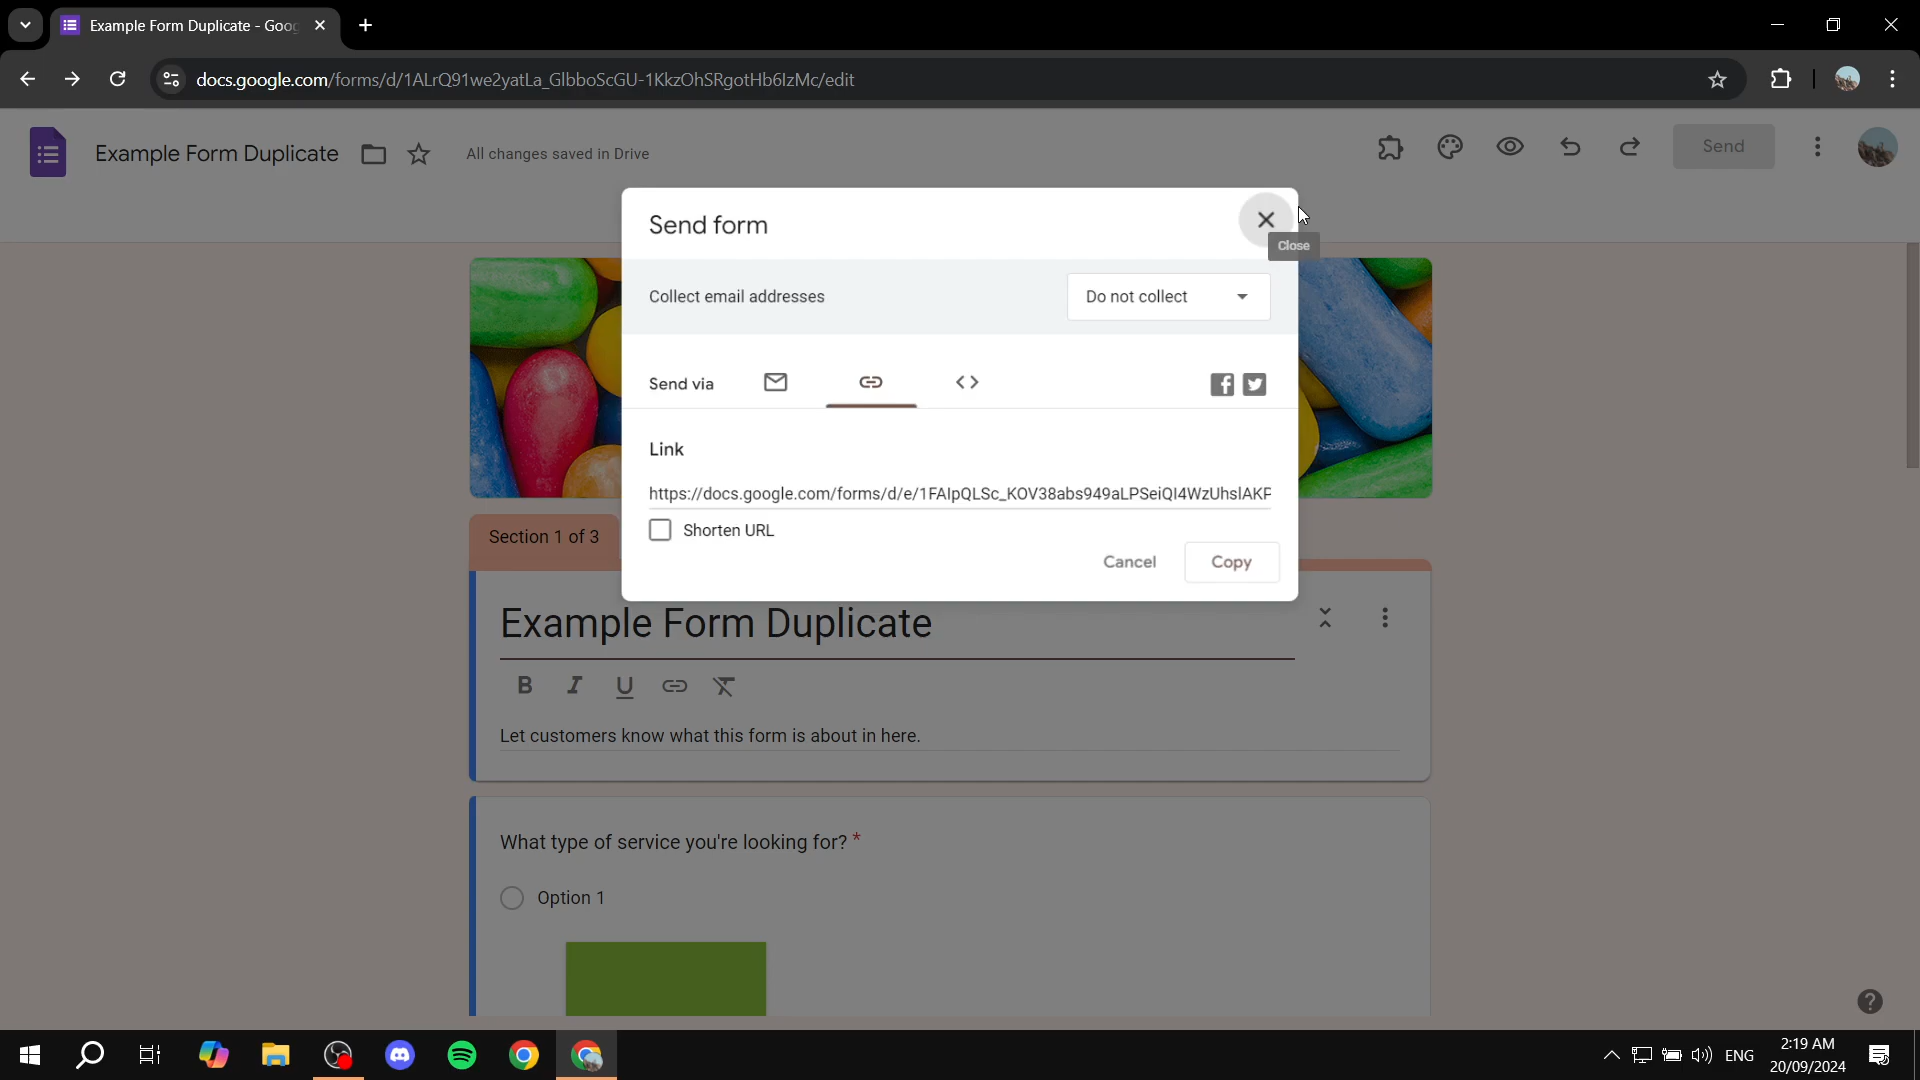 Example Form Duplicate - Goog
docs.google.com/forms/d/1ALrQ91we2yatLa_GlbboScGU-1KkzOhSRgotHb6IzMc/edit
Example Form Duplicate
All changes saved in Drive
Send
Send form
Close
Collect email addresses
Do not collect
Send via
Link
https://docs.google.com/forms/d/e/1FAIpQLSc_KOV38abs949aLPSeiQI4WzUhsIAKF
Shorten URL
Cancel
Copy
Section 1 of 3
Example Form Duplicate
B I U
Let customers know what this form is about in here.
What type of service you're looking for? *
Option 1
ENG
2:19 AM
20/09/2024